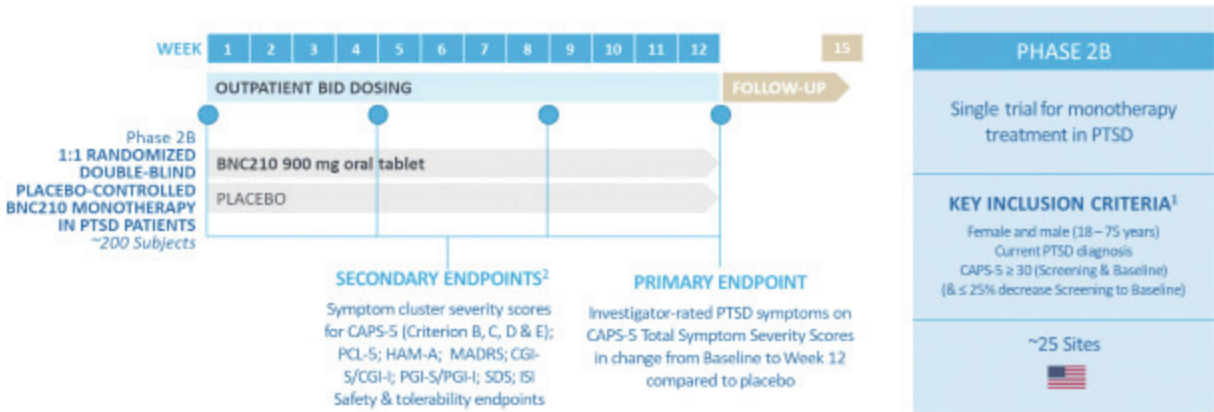 WEEK 1 2 3 4 5 6 7 8 9 10 11 12 15
OUTPATIENT BID DOSING
FOLLOW-UP
Phase 2B
1:1 RANDOMIZED
DOUBLE-BLIND
PLACEBO-CONTROLLED
BNC210 MONOTHERAPY
IN PTSD PATIENTS
~200 Subjects
BNC210 900 mg oral tablet
PLACEBO
SECONDARY ENDPOINTS²
Symptom cluster severity scores
for CAPS-5 (Criterion B, C, D & E);
PCL-5; HAM-A; MADRS; CGI-
S/CGI-I; PGI-S/PGI-I; SDS; ISI
Safety & tolerability endpoints
PRIMARY ENDPOINT
Investigator-rated PTSD symptoms on
CAPS-5 Total Symptom Severity Scores
in change from Baseline to Week 12
compared to placebo
PHASE 2B
Single trial for monotherapy
treatment in PTSD
KEY INCLUSION CRITERIA¹
Female and male (18 – 75 years)
Current PTSD diagnosis
CAPS-5 ≥ 30 (Screening & Baseline)
(& ≤ 25% decrease Screening to Baseline)
~25 Sites